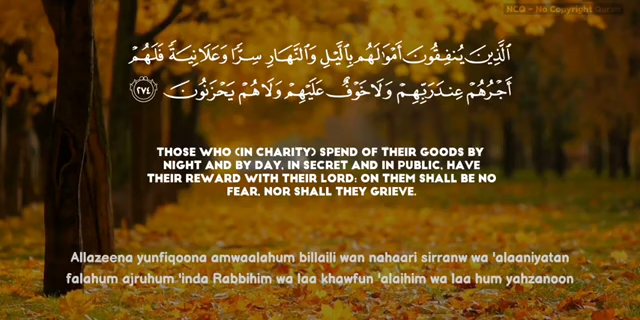 NCQ - No Copyright Quran
الَّذِينَ يُنفِقُونَ أَمْوَٰلَهُم بِالَّيْلِ وَالنَّهَارِ سِرًّا وَعَلَانِيَةً فَلَهُمْ
أَجْرُهُمْ عِندَ رَبِّهِمْ وَلَا خَوْفٌ عَلَيْهِمْ وَلَا هُمْ يَحْزَنُونَ ٢٧٤
THOSE WHO (IN CHARITY) SPEND OF THEIR GOODS BY
NIGHT AND BY DAY, IN SECRET AND IN PUBLIC, HAVE
THEIR REWARD WITH THEIR LORD: ON THEM SHALL BE NO
FEAR, NOR SHALL THEY GRIEVE.
Allazeena yunfiqoona amwaalahum billaili wan nahaari sirranw wa 'alaaniyatan
falahum ajruhum 'inda Rabbihim wa laa khawfun 'alaihim wa laa hum yahzanoon